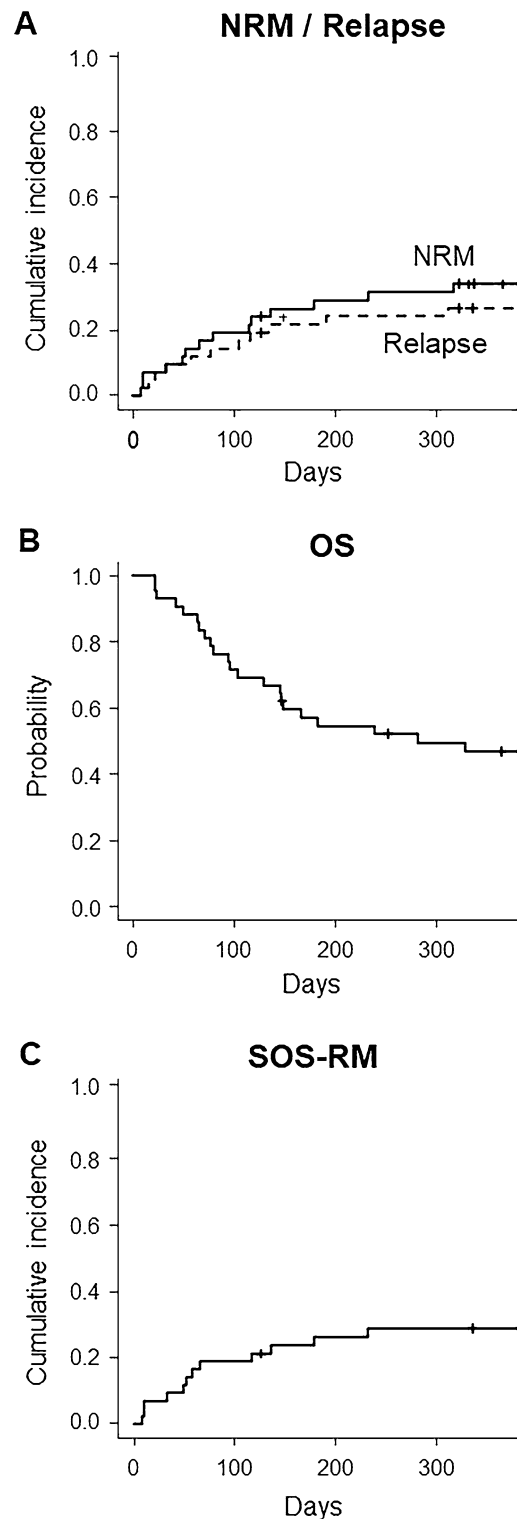 A
NRM / Relapse
Cumulative incidence
1.0
0.8
0.6
0.4
0.2
0.0
NRM
Relapse
0 100 200 300
Days
B
OS
Probability
1.0
0.8
0.6
0.4
0.2
0.0
0 100 200 300
Days
C
SOS-RM
Cumulative incidence
1.0
0.8
0.6
0.4
0.2
0.0
0 100 200 300
Days